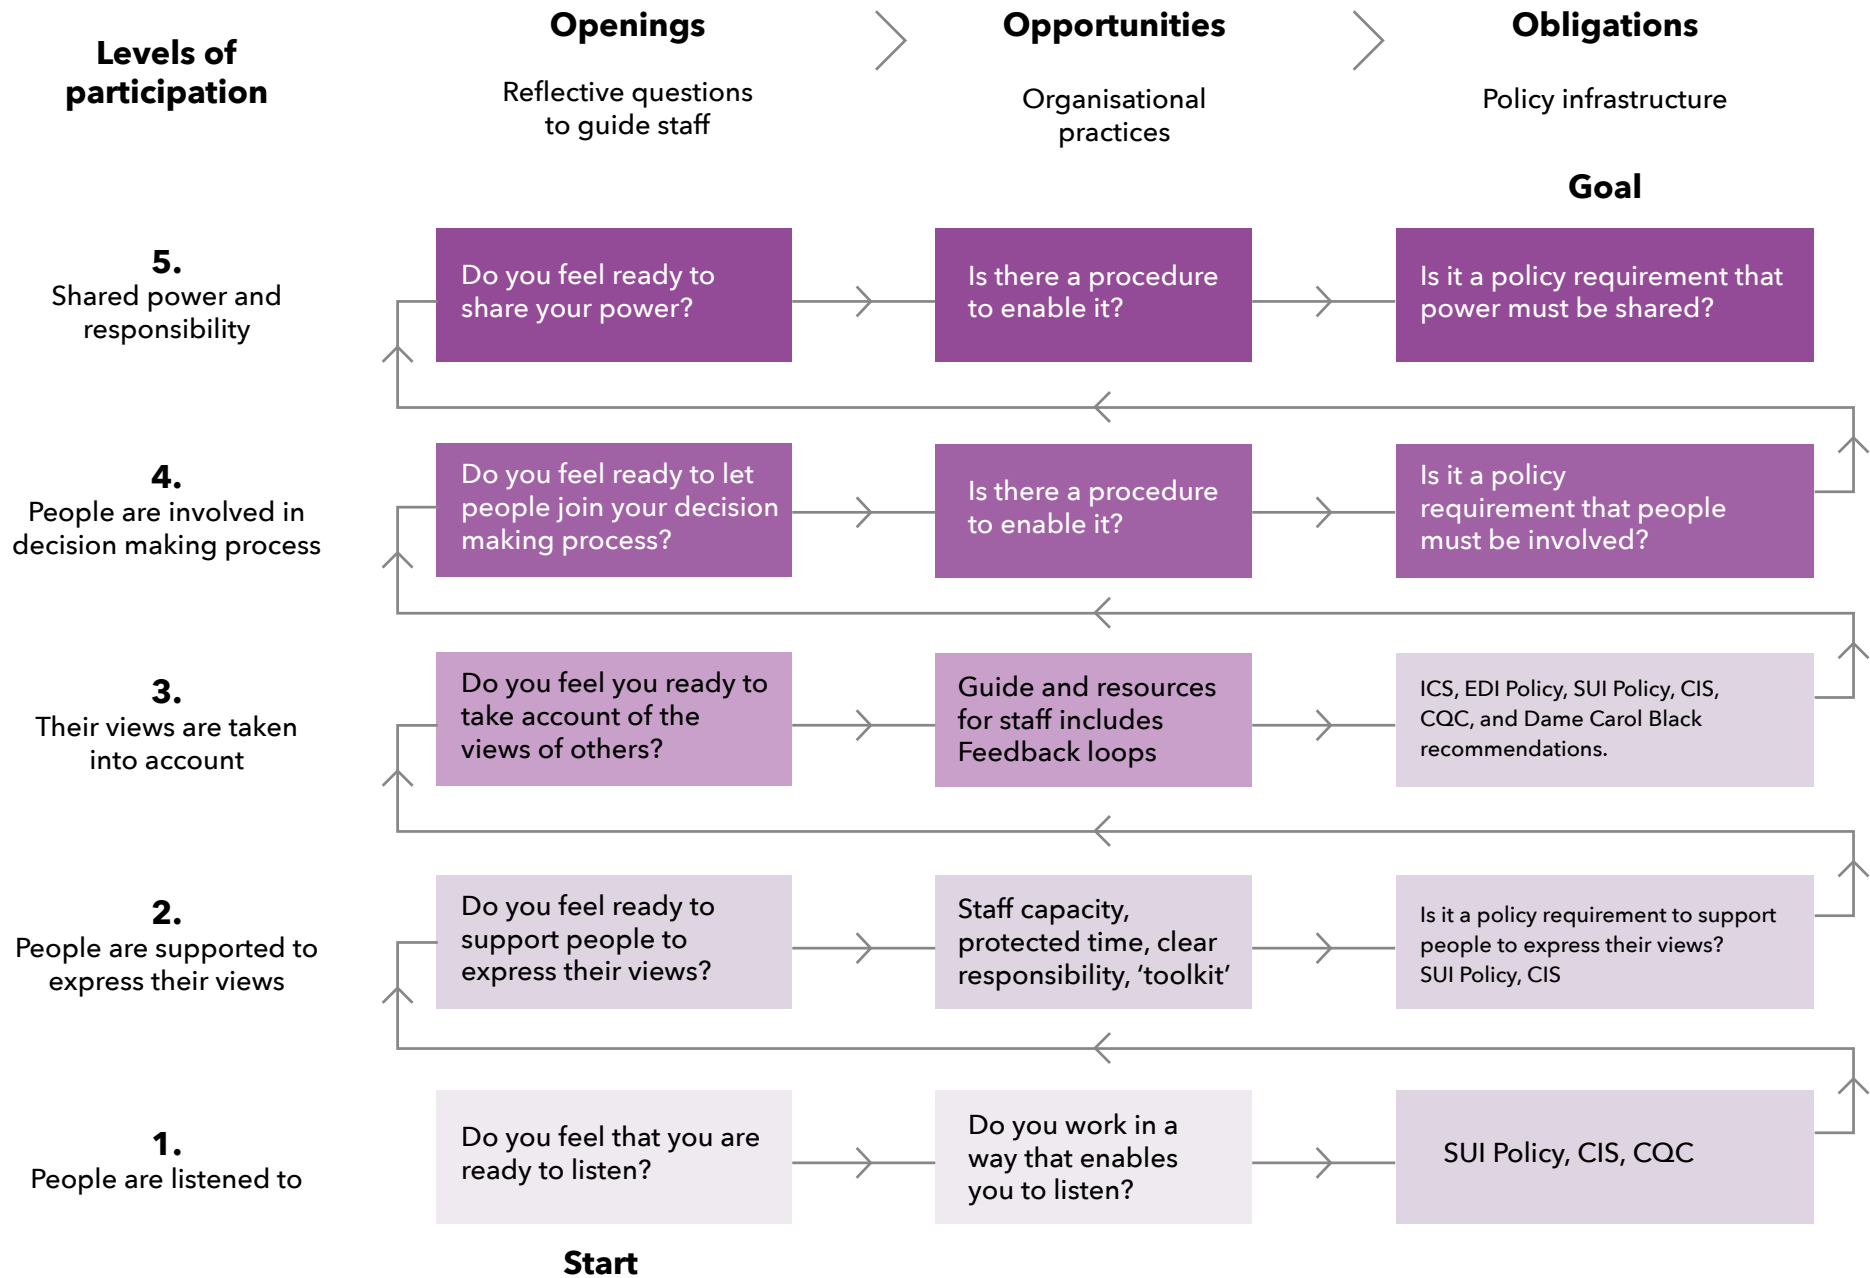 Levels of
participation
Openings
Reflective questions
to guide staff
Opportunities
Organisational
practices
Obligations
Policy infrastructure
Goal
5.
Shared power and
responsibility
Do you feel ready to
share your power?
Is there a procedure
to enable it?
Is it a policy requirement that
power must be shared?
4.
People are involved in
decision making process
Do you feel ready to let
people join your decision
making process?
Is there a procedure
to enable it?
Is it a policy
requirement that people
must be involved?
3.
Their views are taken
into account
Do you feel you ready to
take account of the
views of others?
Guide and resources
for staff includes
Feedback loops
ICS, EDI Policy, SUI Policy, CIS,
CQC, and Dame Carol Black
recommendations.
2.
People are supported to
express their views
Do you feel ready to
support people to
express their views?
Staff capacity,
protected time, clear
responsibility, ‘toolkit’
Is it a policy requirement to support
people to express their views?
SUI Policy, CIS
1.
People are listened to
Do you feel that you are
ready to listen?
Do you work in a
way that enables
you to listen?
SUI Policy, CIS, CQC
Start